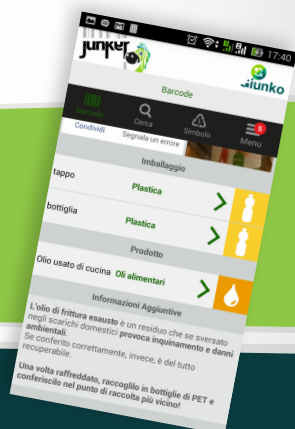 17:40
junker
Giunko
Barcode
Barcode
Cerca
Simbolo
5
Menu
Condividi
Segnala un errore
Imballaggio
tappo
Plastica
bottiglia
Plastica
Prodotto
Olio usato di cucina Oli alimentari
Informazioni Aggiuntive
L'olio di frittura esausto è un residuo che se sversato
negli scarichi domestici provoca inquinamento e danni
ambientali.
Se conferito correttamente, invece, è del tutto
recuperabile.
Una volta raffreddato, raccoglilo in bottiglie di PET e
conferiscilo nel punto di raccolta più vicino!